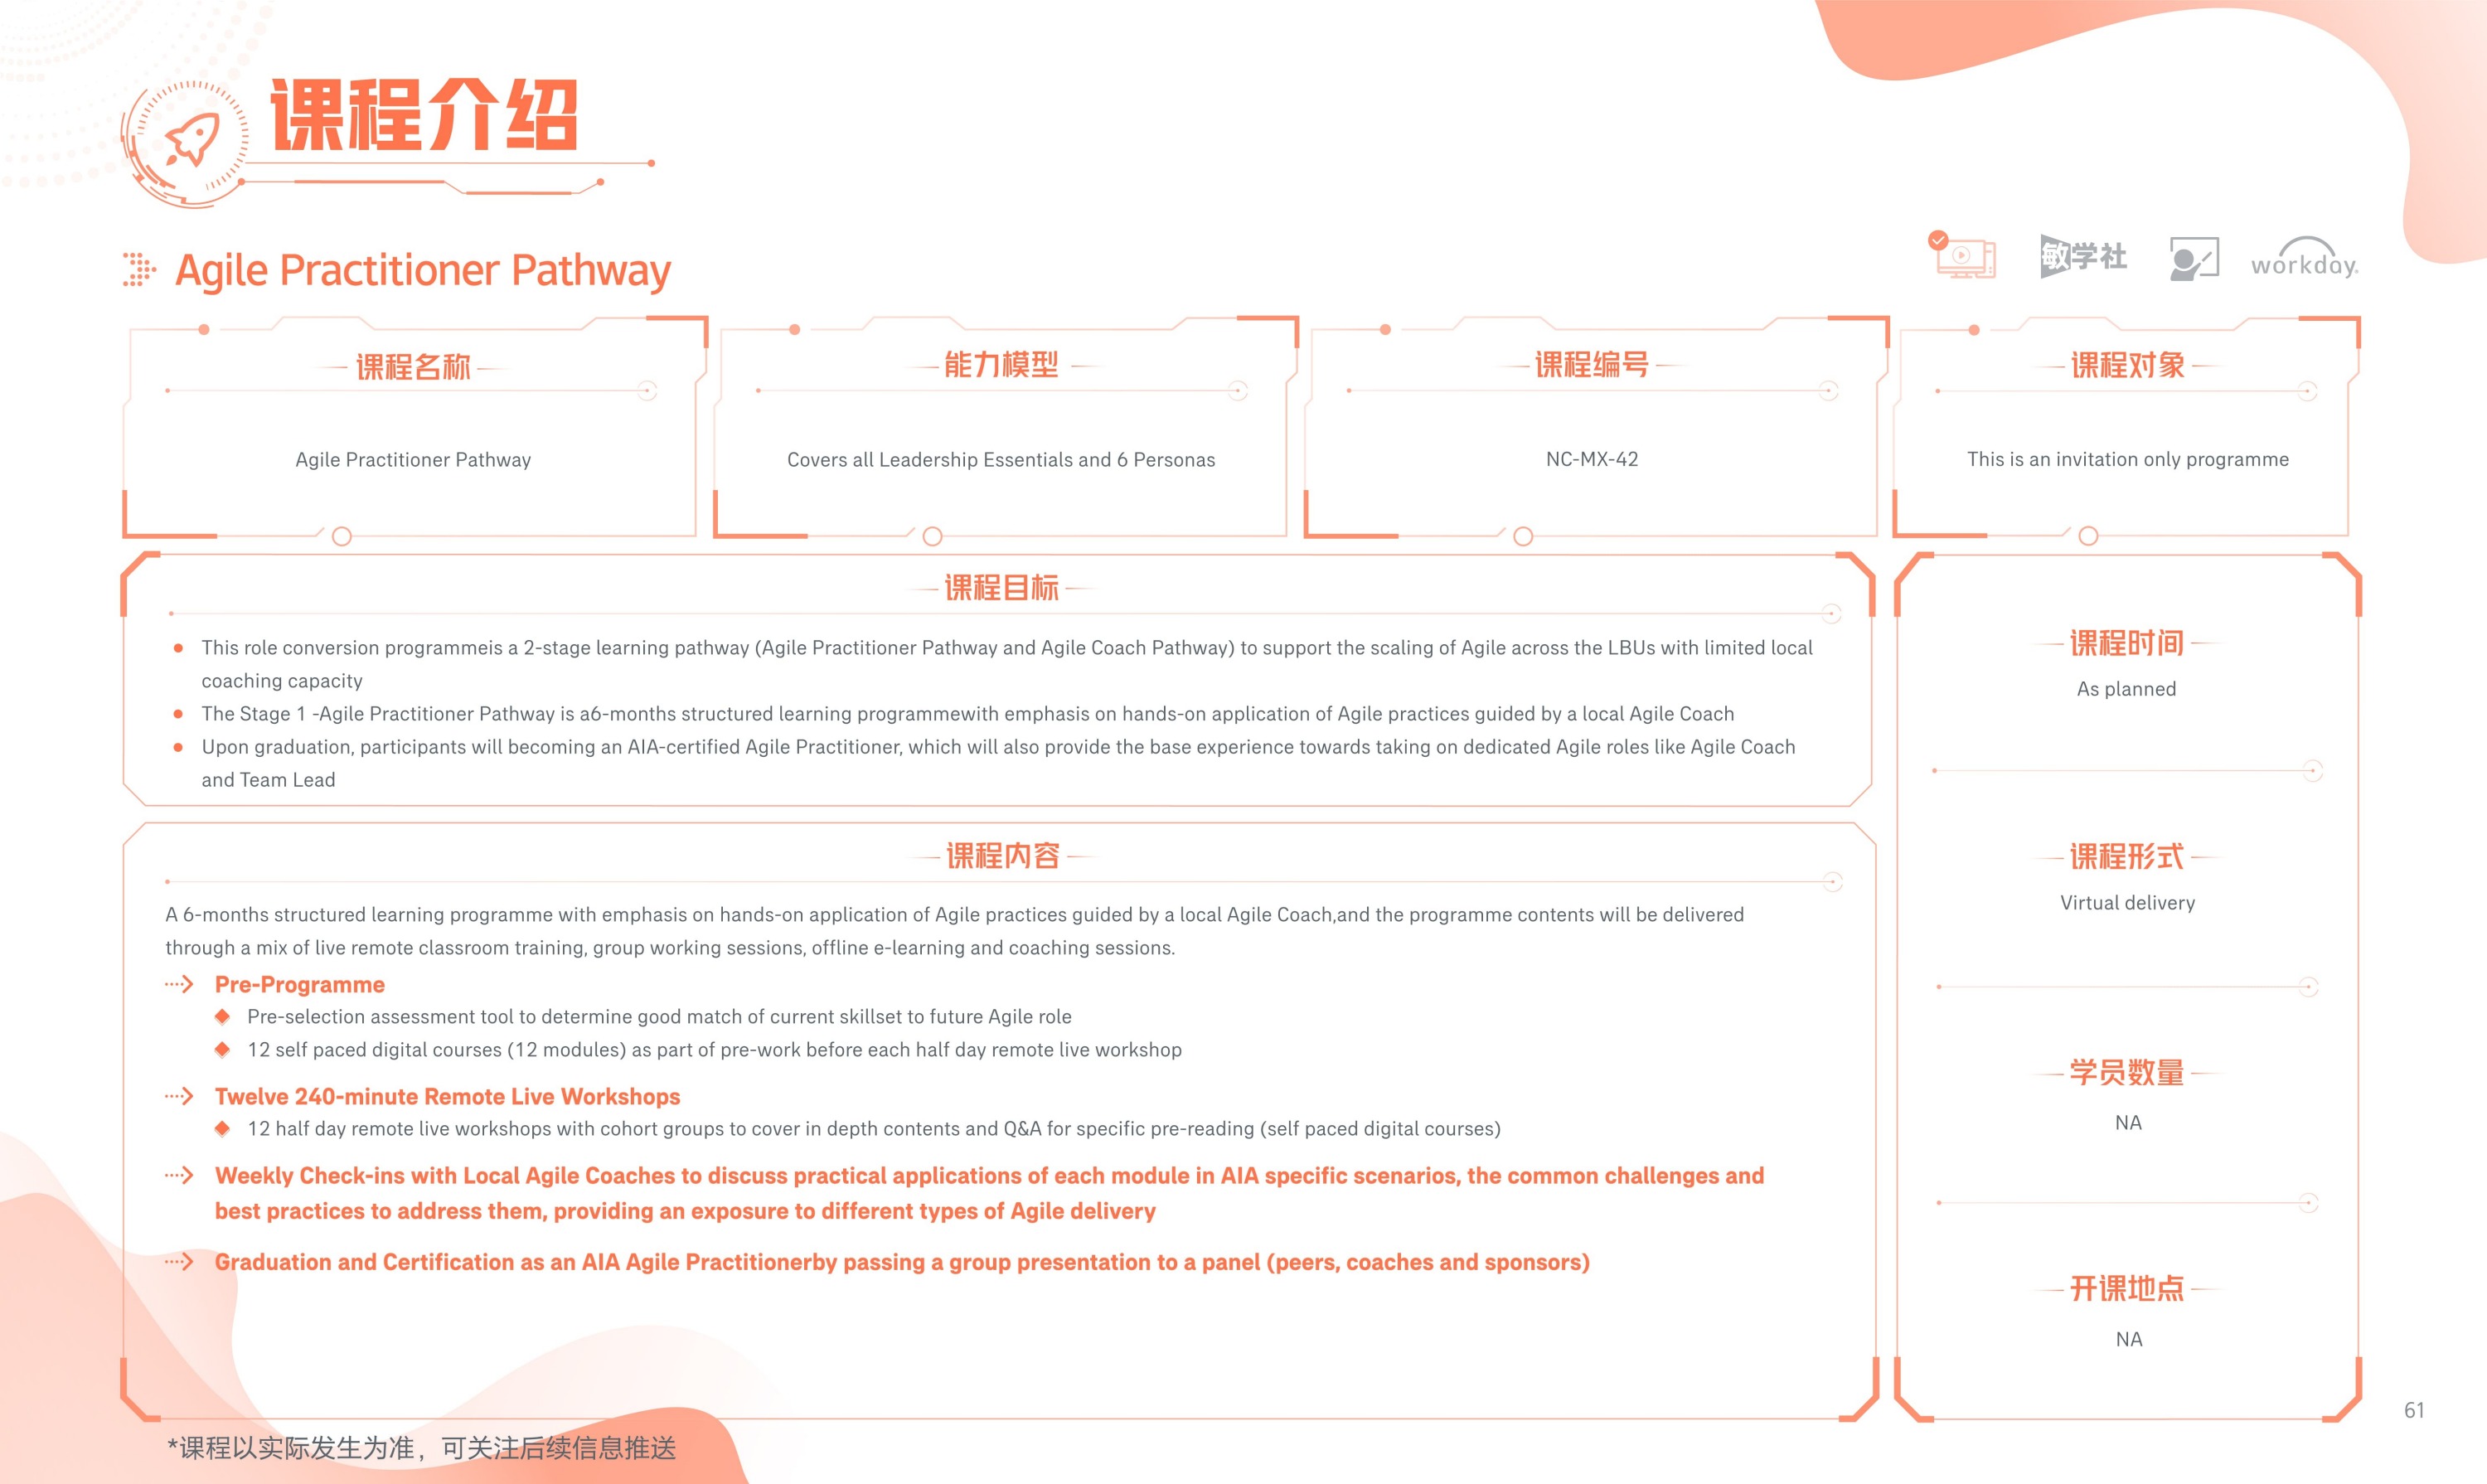 课程介绍
Agile Practitioner Pathway
敏学社
workday.
课程名称
Agile Practitioner Pathway
能力模型
Covers all Leadership Essentials and 6 Personas
课程编号
NC-MX-42
课程对象
This is an invitation only programme
课程目标
This role conversion programmeis a 2-stage learning pathway (Agile Practitioner Pathway and Agile Coach Pathway) to support the scaling of Agile across the LBUs with limited local
coaching capacity
The Stage 1 -Agile Practitioner Pathway is a6-months structured learning programmewith emphasis on hands-on application of Agile practices guided by a local Agile Coach
Upon graduation, participants will becoming an AIA-certified Agile Practitioner, which will also provide the base experience towards taking on dedicated Agile roles like Agile Coach
and Team Lead
课程内容
A 6-months structured learning programme with emphasis on hands-on application of Agile practices guided by a local Agile Coach,and the programme contents will be delivered
through a mix of live remote classroom training, group working sessions, offline e-learning and coaching sessions.
Pre-Programme
Pre-selection assessment tool to determine good match of current skillset to future Agile role
12 self paced digital courses (12 modules) as part of pre-work before each half day remote live workshop
Twelve 240-minute Remote Live Workshops
12 half day remote live workshops with cohort groups to cover in depth contents and Q&A for specific pre-reading (self paced digital courses)
Weekly Check-ins with Local Agile Coaches to discuss practical applications of each module in AIA specific scenarios, the common challenges and
best practices to address them, providing an exposure to different types of Agile delivery
Graduation and Certification as an AIA Agile Practitionerby passing a group presentation to a panel (peers, coaches and sponsors)
课程时间
As planned
课程形式
Virtual delivery
学员数量
NA
开课地点
NA
*课程以实际发生为准，可关注后续信息推送
61